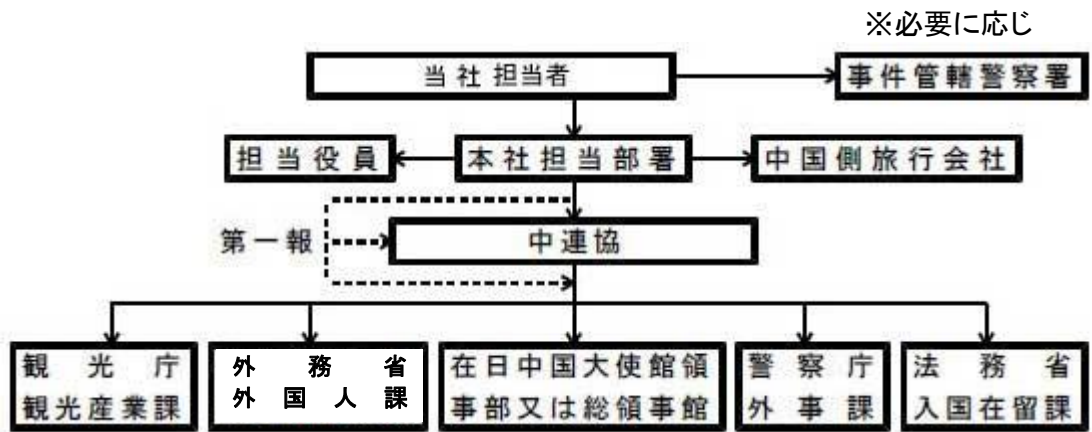 ※必要に応じ
当社 担当者
事件管轄警察署
担当役員
本社担当部署
中国側旅行会社
第一報
中連協
観光庁
観光産業課
外務省
外国人課
在日中国大使館領
事部又は総領事館
警察庁
外事課
法務省
入国在留課